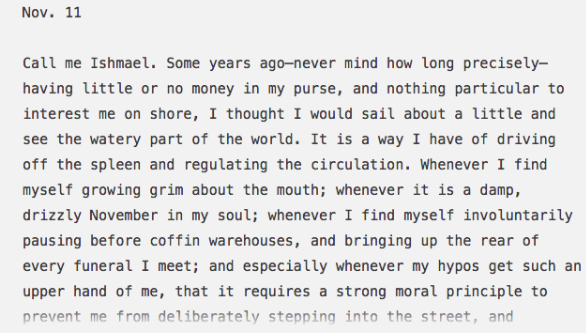 Nov. 11
Call me Ishmael. Some years ago—never mind how long precisely—
having little or no money in my purse, and nothing particular to
interest me on shore, I thought I would sail about a little and
see the watery part of the world. It is a way I have of driving
off the spleen and regulating the circulation. Whenever I find
myself growing grim about the mouth; whenever it is a damp,
drizzly November in my soul; whenever I find myself involuntarily
pausing before coffin warehouses, and bringing up the rear of
every funeral I meet; and especially whenever my hypos get such an
upper hand of me, that it requires a strong moral principle to
prevent me from deliberately stepping into the street, and